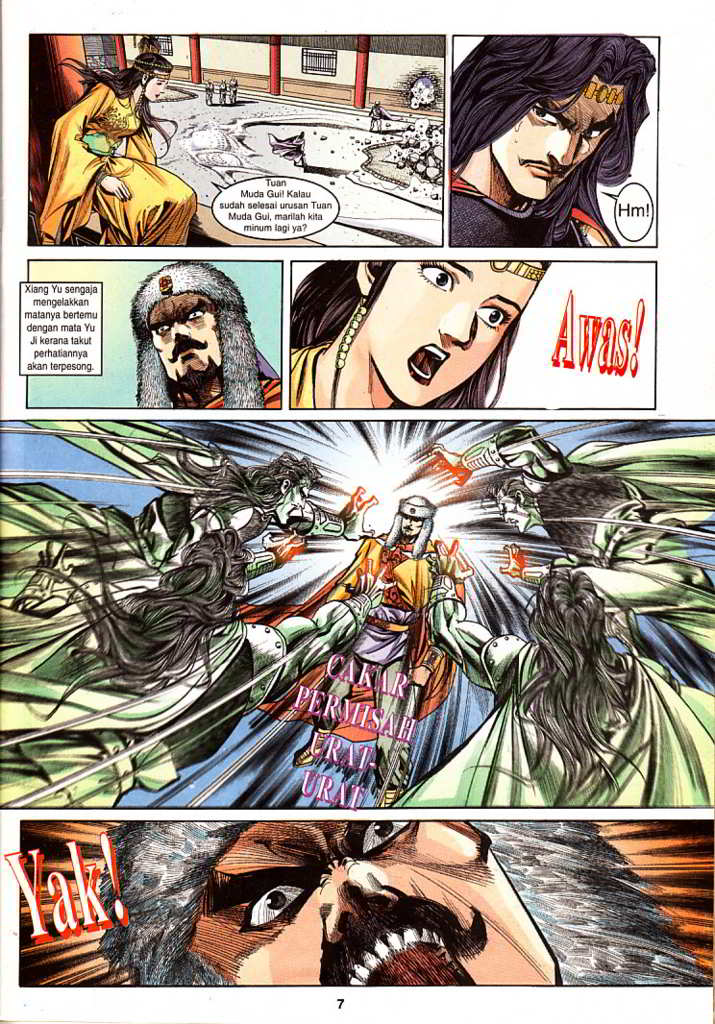 Tuan
Muda Gui! Kalau
sudah selesai urusan Tuan
Muda Gui, marilah kita
minum lagi ya?
Hm!
Xiang Yu sengaja
mengelakkan
matanya bertemu
dengan mata Yu
Ji kerana takut
perhatiannya
akan terpesong.
Awas!
CAKAR
PERMISAH
URAT-
URAT
Yak!
7